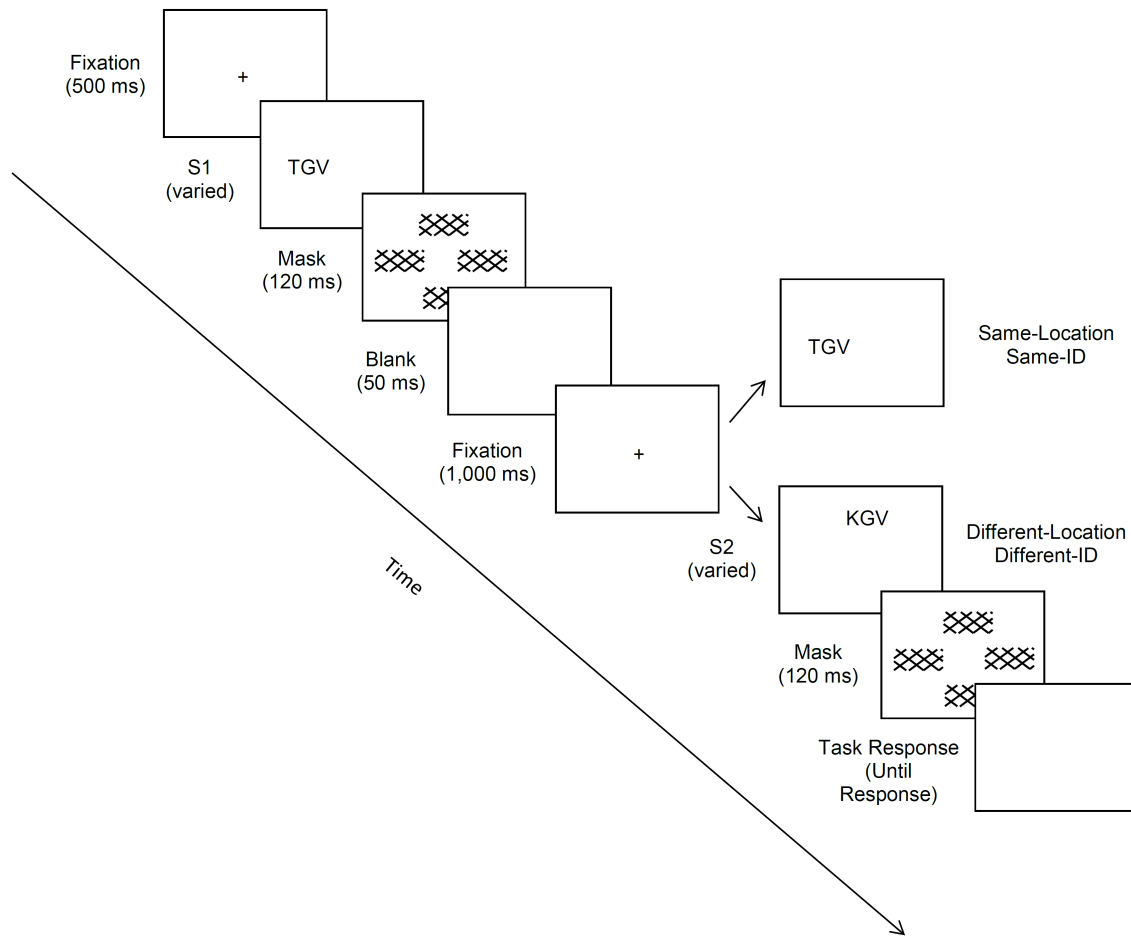 Fixation
(500 ms)
+
S1
(varied)
TGV
Mask
(120 ms)
Blank
(50 ms)
Fixation
(1,000 ms)
+
TGV
Same-Location
Same-ID
S2
(varied)
KGV
Different-Location
Different-ID
Mask
(120 ms)
Task Response
(Until
Response)
Time